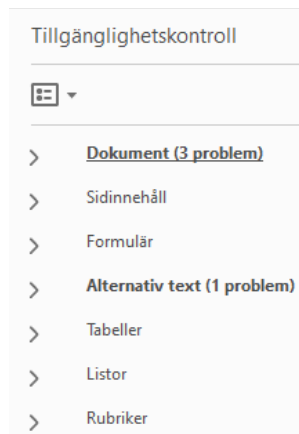 Tillgänglighetskontroll
Dokument (3 problem)
Sidinnehåll
Formulär
Alternativ text (1 problem)
Tabeller
Listor
Rubriker